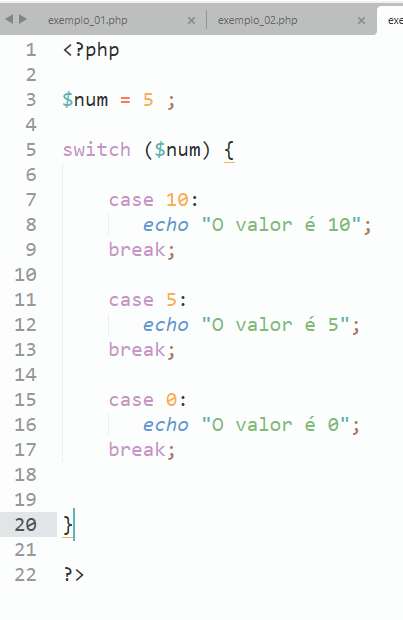 exemplo_01.php × exemplo_02.php × exe
1 <?php
2
3 $num = 5 ;
4
5 switch ($num) {
6
7 case 10:
8 echo "O valor é 10";
9 break;
10
11 case 5:
12 echo "O valor é 5";
13 break;
14
15 case 0:
16 echo "O valor é 0";
17 break;
18
19
20 }
21
22 ?>